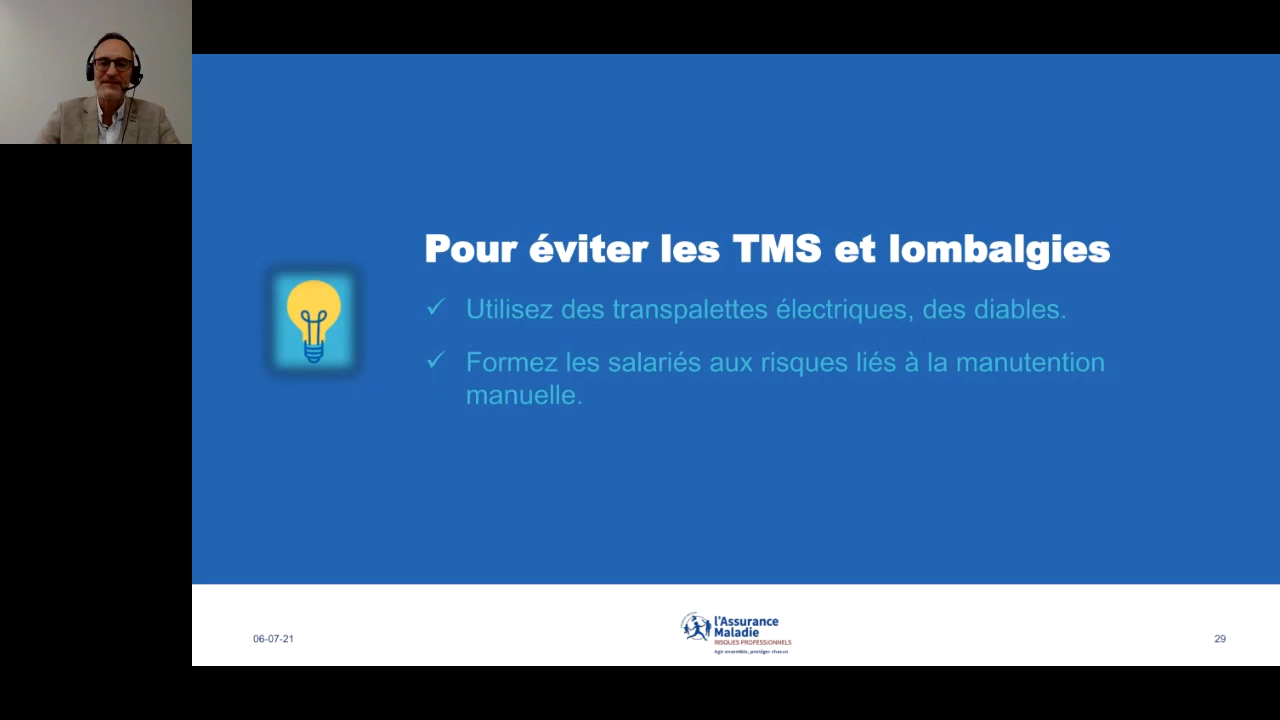 Pour éviter les TMS et lombalgies
✓ Utilisez des transpalettes électriques, des diables.
✓ Formez les salariés aux risques liés à la manutention
manuelle.
06-07-21
l'Assurance
Maladie
RISQUES PROFESSIONNELS
Agir ensemble, protéger chacun
29